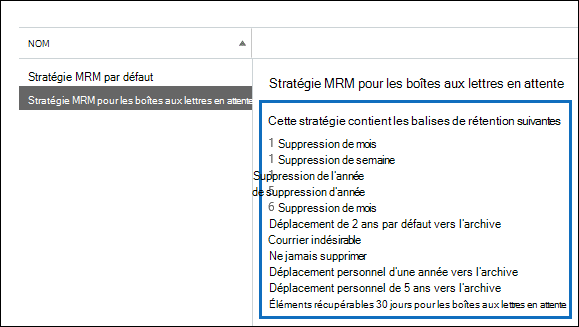 NOM
Stratégie MRM par défaut
Stratégie MRM pour les boîtes aux lettres en attente
Stratégie MRM pour les boîtes aux lettres en attente
Cette stratégie contient les balises de rétention suivantes
1 Suppression de mois
1 Suppression de semaine
1 Suppression de l'année
5 de suppression d'année
6 Suppression de mois
Déplacement de 2 ans par défaut vers l'archive
Courrier indésirable
Ne jamais supprimer
Déplacement personnel d'une année vers l'archive
Déplacement personnel de 5 ans vers l'archive
Éléments récupérables 30 jours pour les boîtes aux lettres en attente